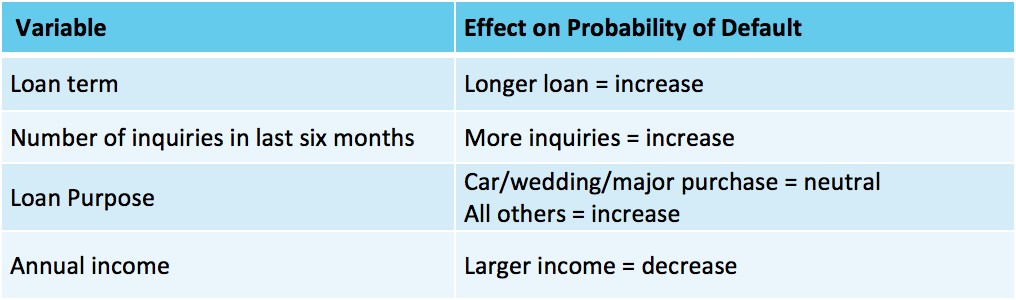 Variable Effect on Probability of Default
Loan term Longer loan = increase
Number of inquiries in last six months More inquiries = increase
Loan Purpose Car/wedding/major purchase = neutral
All others = increase
Annual income Larger income = decrease